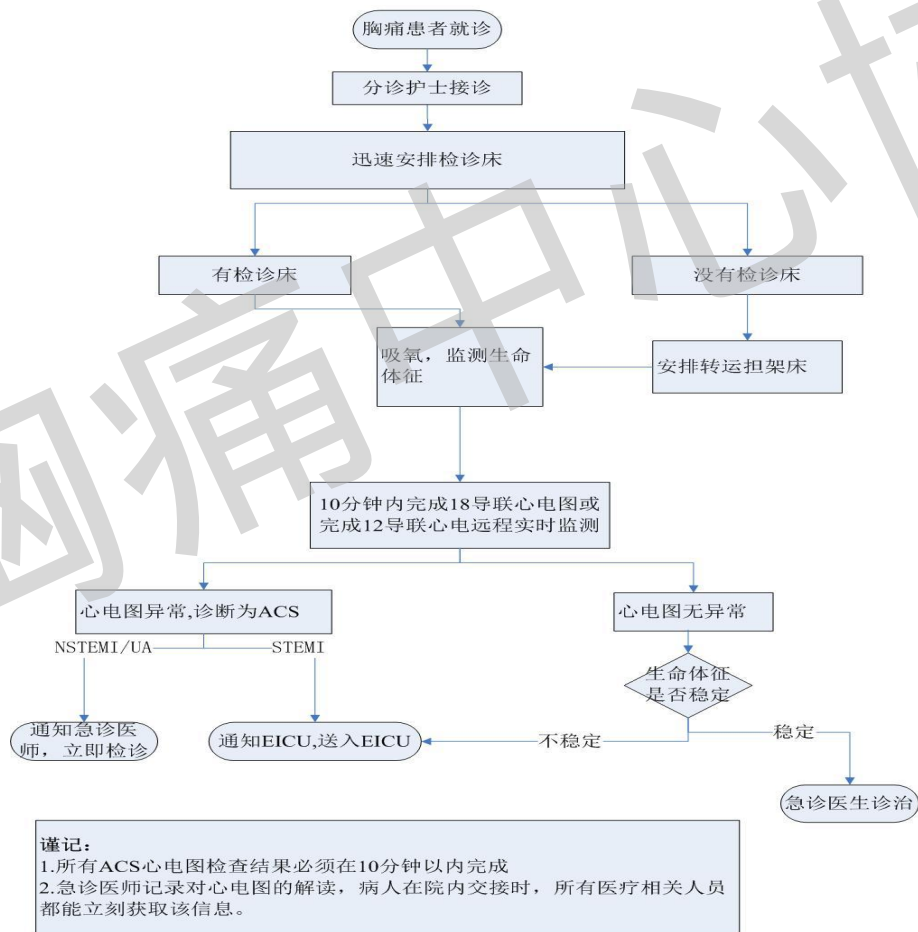 胸痛患者就诊
分诊护士接诊
迅速安排检诊床
有检诊床
没有检诊床
吸氧，监测生命
体征
安排转运担架床
10分钟内完成18导联心电图或
完成12导联心电远程实时监测
心电图异常,诊断为ACS
心电图无异常
NSTEMI/UA
STEMI
生命体征
是否稳定
通知急诊医
师，立即检诊
通知EICU,送入EICU
不稳定
稳定
急诊医生诊治
谨记：
1.所有ACS心电图检查结果必须在10分钟以内完成
2.急诊医师记录对心电图的解读，病人在院内交接时，所有医疗相关人员
都能立刻获取该信息。
胸痛中心